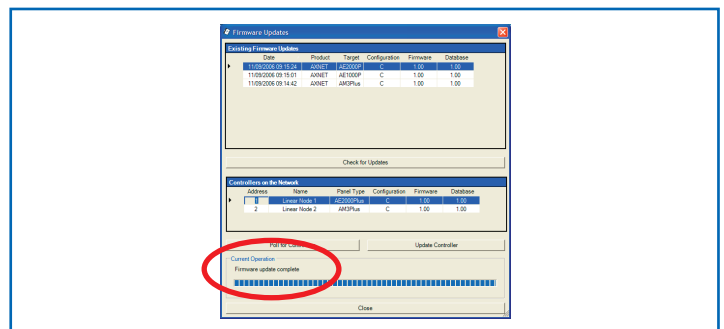 Firmware Updates
Existing Firmware Updates
Date Product Target Configuration Firmware Database
11/09/2006 09:15:24 AXNET AE2000P C 1.00 1.00
11/09/2006 09:15:01 AXNET AE1000P C 1.00 1.00
11/09/2006 09:14:42 AXNET AM3Plus C 1.00 1.00
Check for Updates
Controllers on the Network
Address Name Panel Type Configuration Firmware Database
1 Linear Node 1 AE2000Plus C 1.00 1.00
2 Linear Node 2 AM3Plus C 1.00 1.00
Poll for Update Controller
Current Operation
Firmware update complete
Close